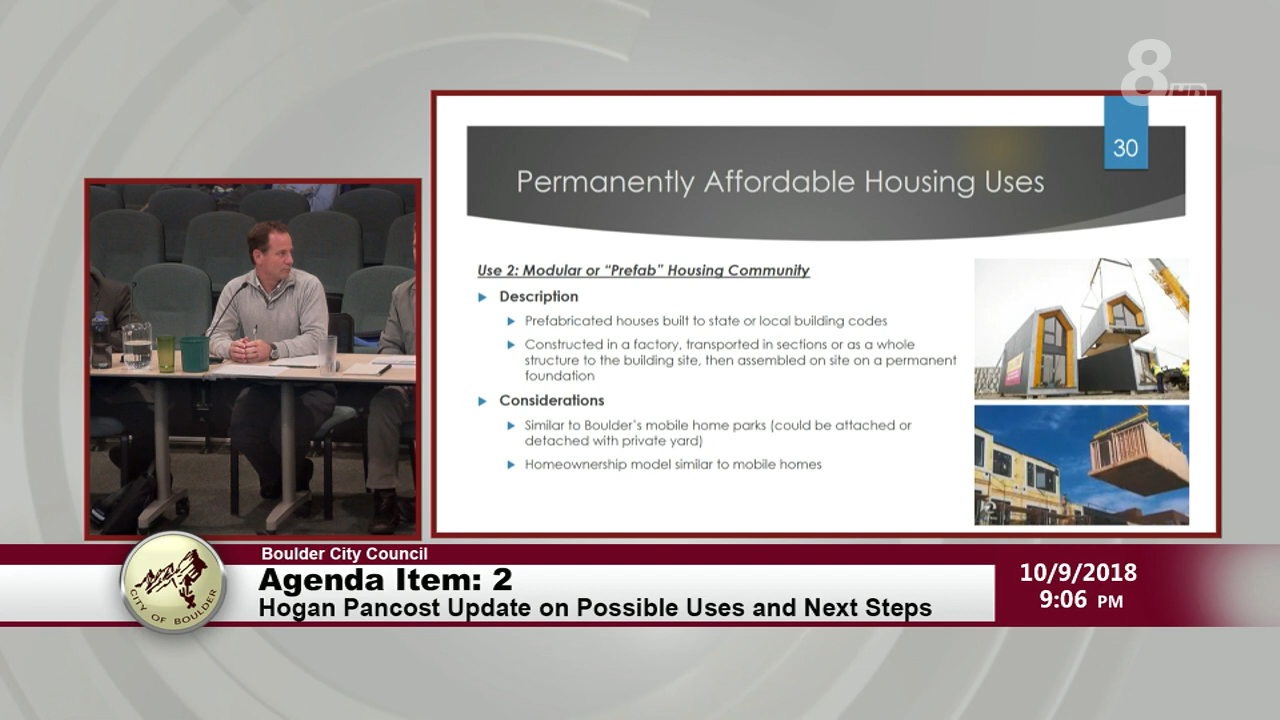 8
HD
30
Permanently Affordable Housing Uses
Use 2: Modular or “Prefab” Housing Community
Description
Prefabricated houses built to state or local building codes
Constructed in a factory, transported in sections or as a whole
structure to the building site, then assembled on site on a permanent
foundation
Considerations
Similar to Boulder's mobile home parks (could be attached or
detached with private yard)
Homeownership model similar to mobile homes
CITY OF BOULDER
Boulder City Council
Agenda Item: 2
Hogan Pancost Update on Possible Uses and Next Steps
10/9/2018
9:06 PM